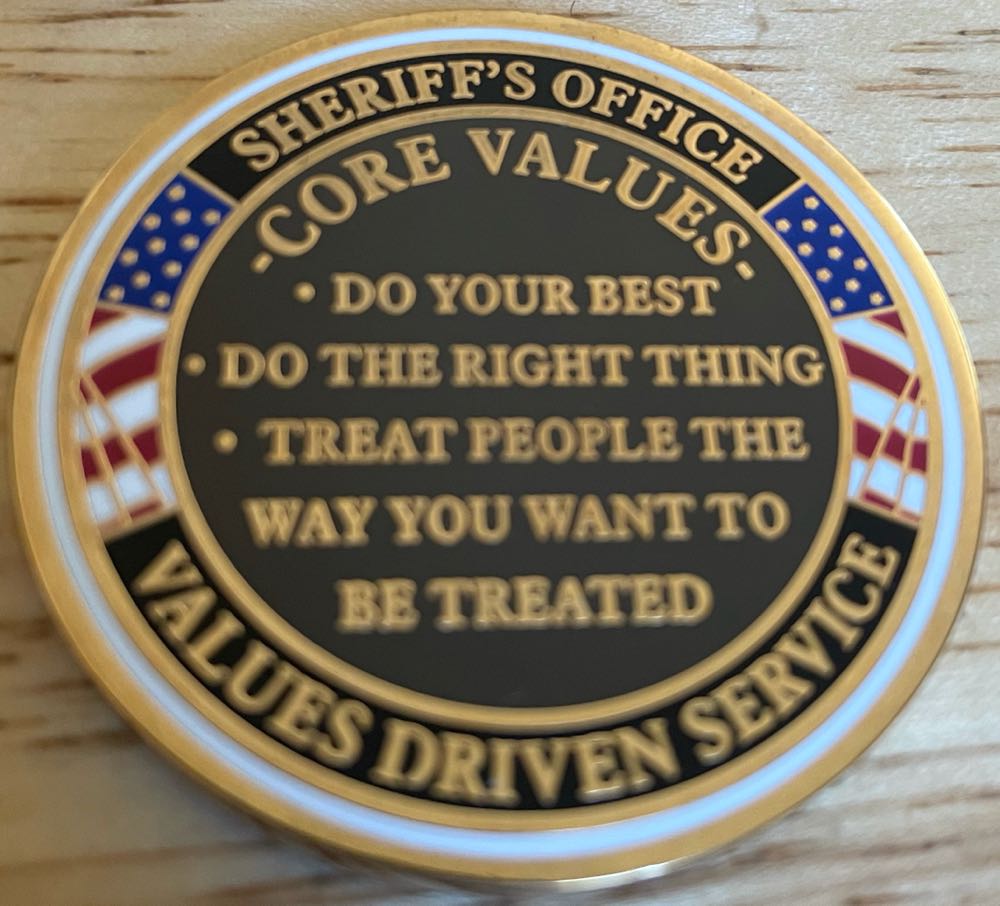 SHERIFF'S OFFICE
-CORE VALUES-
• DO YOUR BEST
• DO THE RIGHT THING
• TREAT PEOPLE THE
WAY YOU WANT TO
BE TREATED
VALUES DRIVEN SERVICE